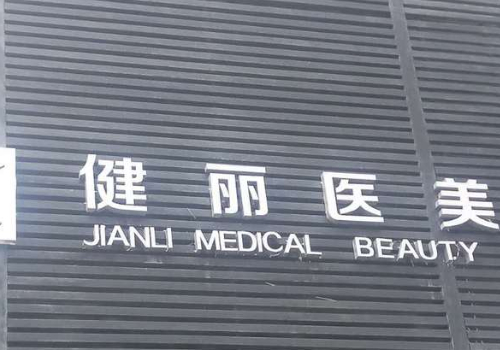 健丽医美
JIANLI MEDICAL BEAUTY